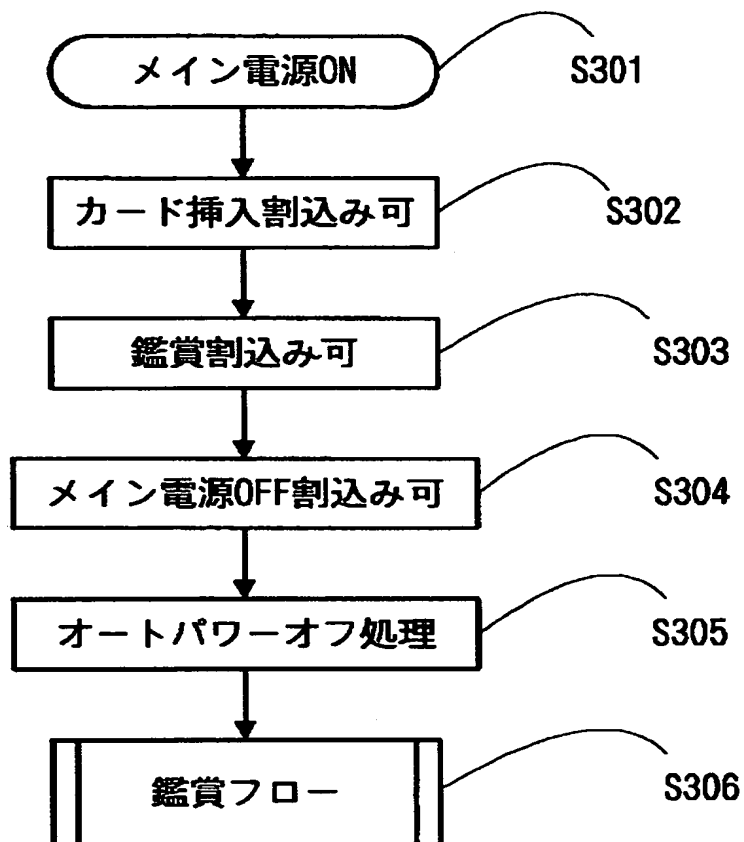 メイン電源ON
S301
カード挿入割込み可
S302
鑑賞割込み可
S303
メイン電源OFF割込み可
S304
オートパワーオフ処理
S305
鑑賞フロー
S306